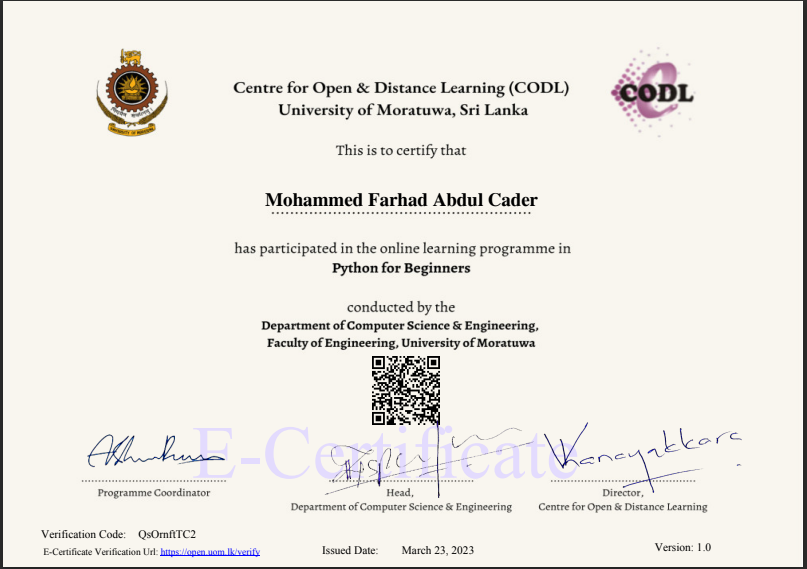 Centre for Open & Distance Learning (CODL)
University of Moratuwa, Sri Lanka
CODL
UNIVERSITY OF MORATUWA
This is to certify that
Mohammed Farhad Abdul Cader
has participated in the online learning programme in
Python for Beginners
conducted by the
Department of Computer Science & Engineering,
Faculty of Engineering, University of Moratuwa
E-Certificate
Programme Coordinator
Head,
Department of Computer Science & Engineering
Director,
Centre for Open & Distance Learning
Verification Code: QsOrnftTC2
E-Certificate Verification Url: https://open.uom.lk/verify
Issued Date: March 23, 2023
Version: 1.0